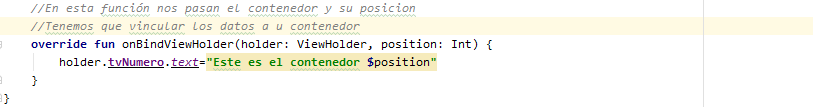 //En esta función nos pasan el contenedor y su posicion
//Tenemos que vincular los datos a u contenedor
override fun onBindViewHolder(holder: ViewHolder, position: Int) {
holder.tvNumero.text="Este es el contenedor $position"
}
}